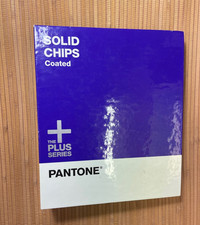 SOLID
CHIPS
Coated
THE
PLUS
SERIES
PANTONE®